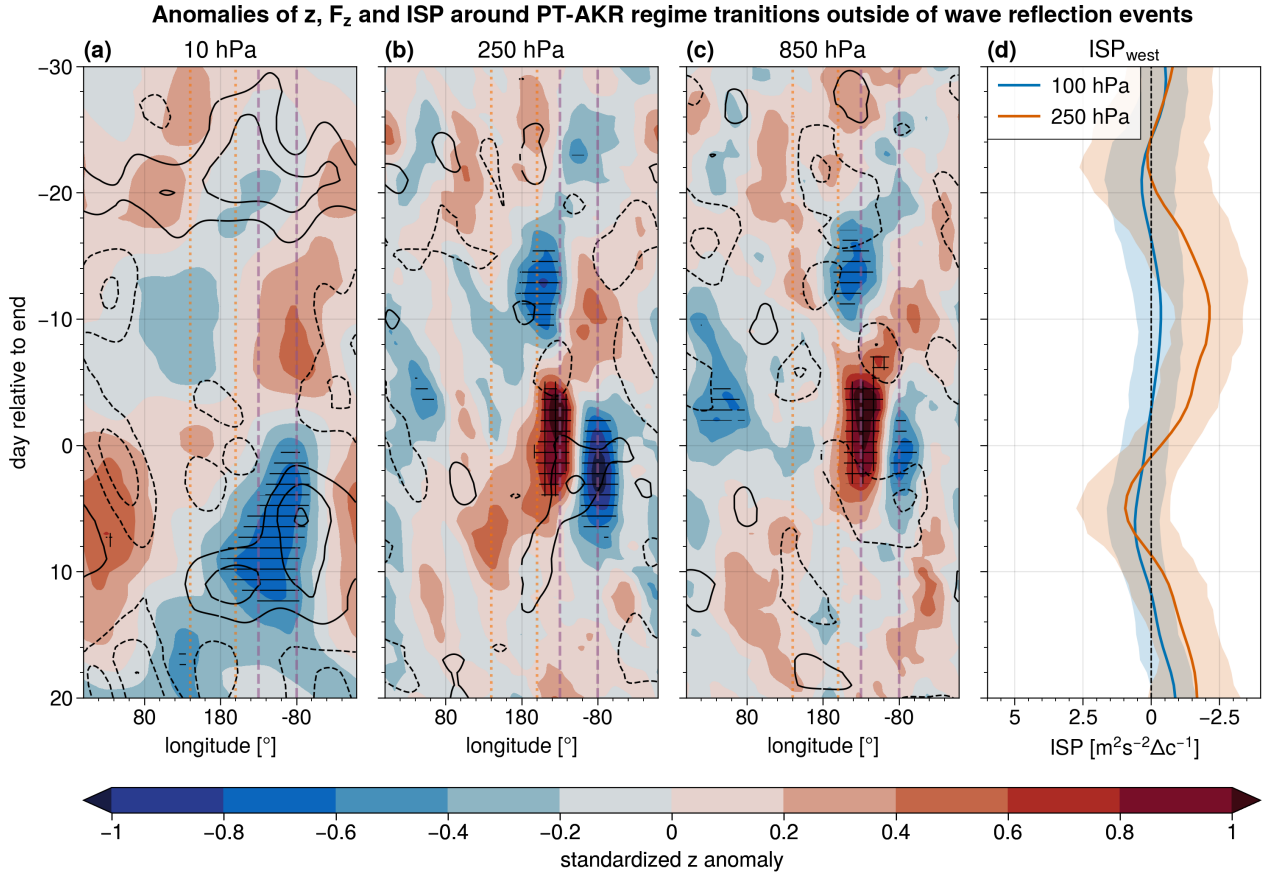 Anomalies of z, F_z and ISP around PT-AKR regime tranitions outside of wave reflection events
(a) 10 hPa
(b) 250 hPa
(c) 850 hPa
(d) ISP_west
100 hPa
250 hPa
day relative to end
−30
−20
−10
0
10
20
80 180 -80
80 180 -80
80 180 -80
5 2.5 0 −2.5
longitude [°]
longitude [°]
longitude [°]
ISP [m²s⁻²Δc⁻¹]
−1 −0.8 −0.6 −0.4 −0.2 0 0.2 0.4 0.6 0.8 1
standardized z anomaly